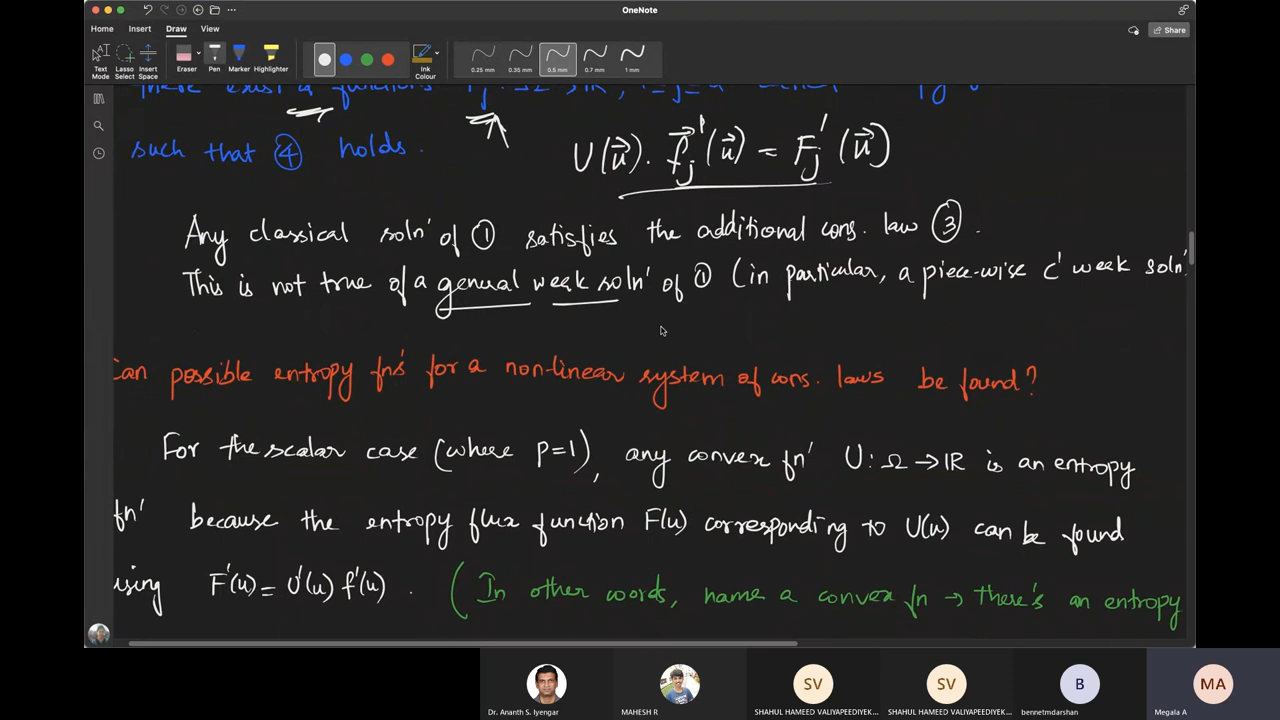 OneNote
Home Insert Draw View
Share
Text Mode Lasso Select Insert Space Eraser Pen Marker Highlighter 0.25 mm 0.35 mm 0.5 mm 0.7 mm 1 mm Ink Colour
There exist functions
such that ④ holds. U(u⃗)·f⃗j'(u⃗) = Fj'(u⃗)
Any classical soln' of ① satisfies the additional cons. law ③.
This is not true of a general weak soln' of ① (in particular, a piece-wise C' weak soln'
Can possible entropy fn's for a non-linear system of cons. laws be found?
For the scalar case (where p=1), any convex fn' U: Ω→IR is an entropy
fn' because the entropy flux function F(u) corresponding to U(u) can be found
using F'(u)= U'(u) f'(u). (In other words, name a convex fn → there's an entropy
Dr. Ananth S. Iyengar
MAHESH R
SV
SHAHUL HAMEED VALIYAPEEDIYEK...
SV
SHAHUL HAMEED VALIYAPEEDIYEK...
B
bennetmdarshan
MA
Megala A